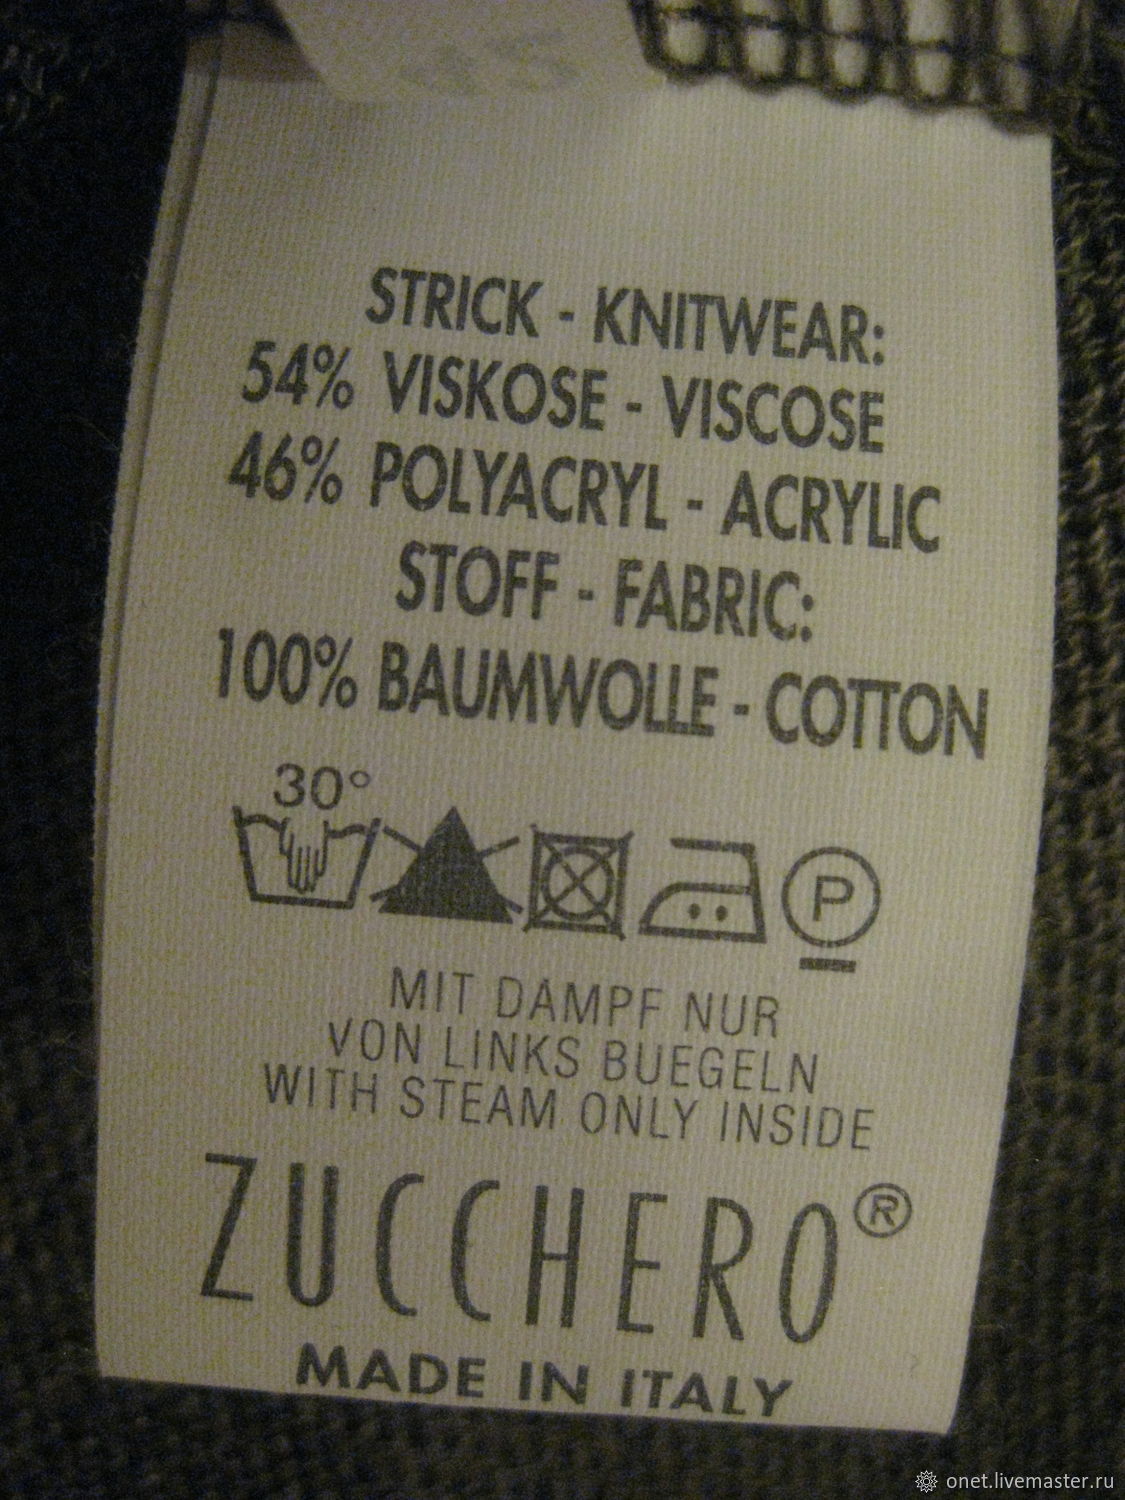 STRICK - KNITWEAR:
54% VISKOSE - VISCOSE
46% POLYACRYL - ACRYLIC
STOFF - FABRIC:
100% BAUMWOLLE - COTTON
30°
P
MIT DAMPF NUR
VON LINKS BUEGELN
WITH STEAM ONLY INSIDE
ZUCCHERO®
MADE IN ITALY
onet.livemaster.ru